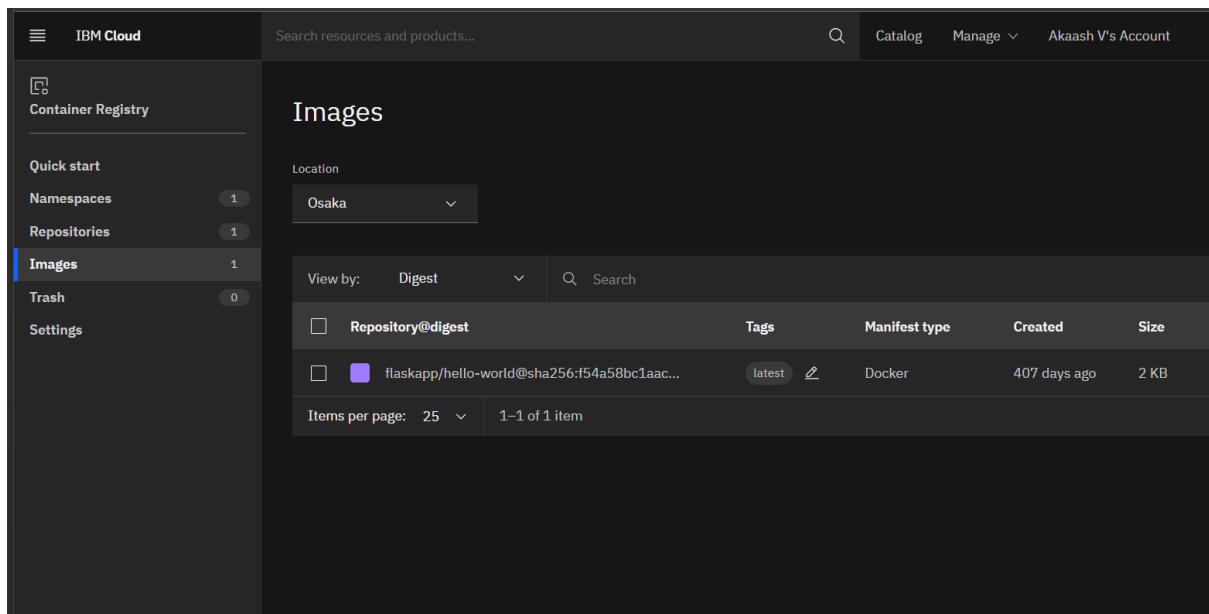 IBM Cloud Search resources and products... Catalog Manage Akaash V's Account
Container Registry
Quick start
Namespaces 1
Repositories 1
Images 1
Trash 0
Settings
Images
Location
Osaka
View by: Digest Search
Repository@digest Tags Manifest type Created Size
flaskapp/hello-world@sha256:f54a58bc1aac... latest Docker 407 days ago 2 KB
Items per page: 25 1–1 of 1 item